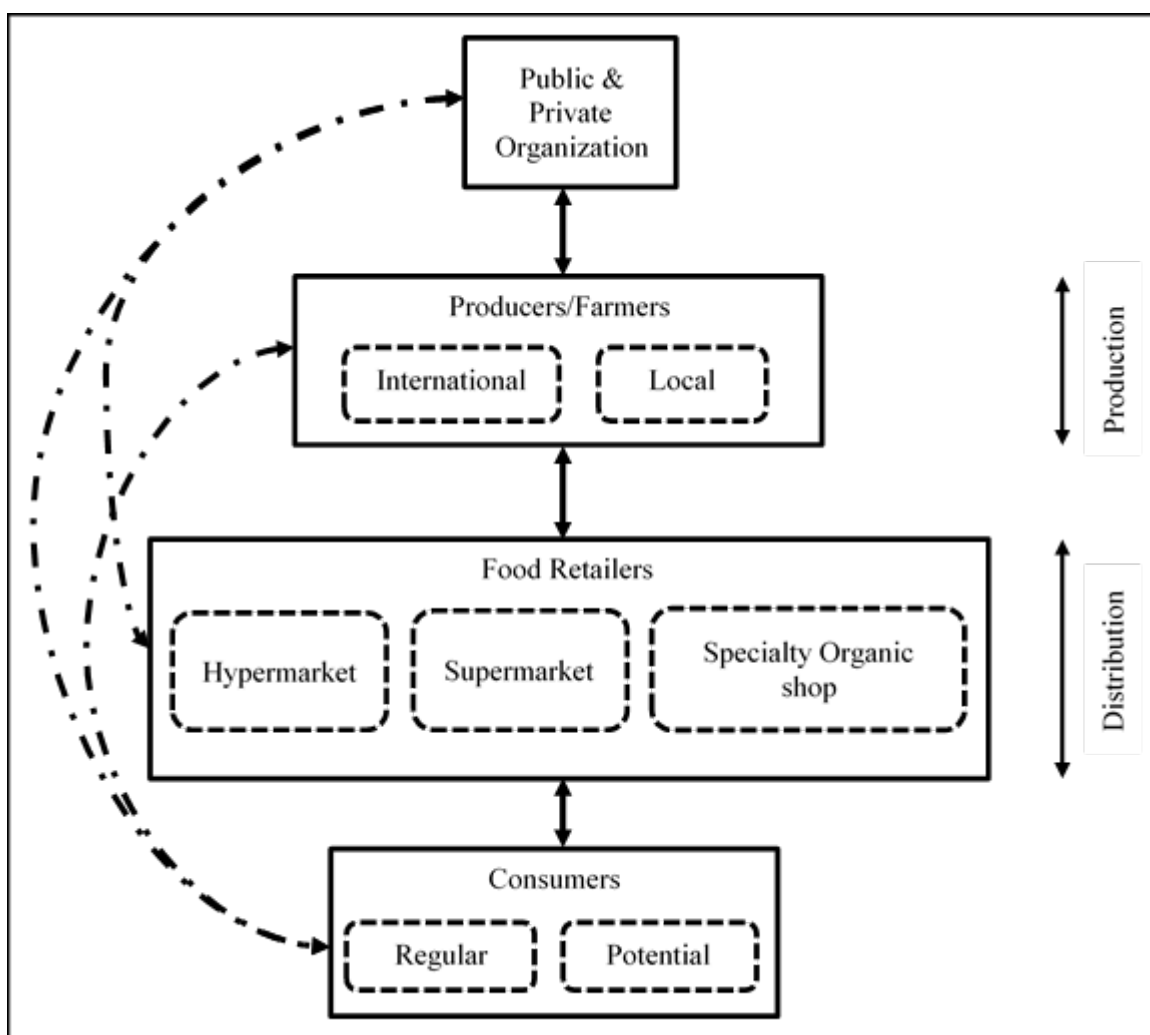 Public &
Private
Organization
Producers/Farmers
International
Local
Production
Food Retailers
Hypermarket
Supermarket
Specialty Organic
shop
Distribution
Consumers
Regular
Potential